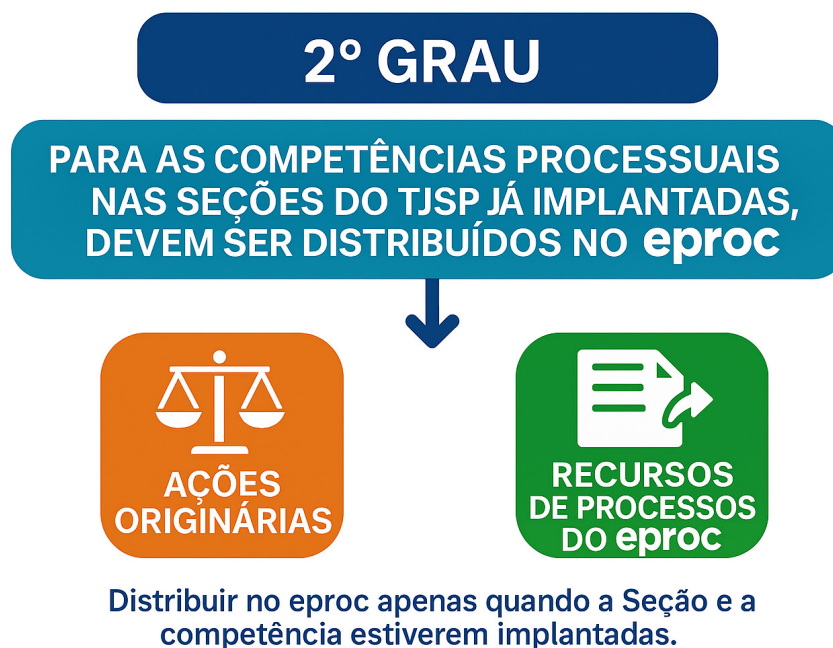 2° GRAU
PARA AS COMPETÊNCIAS PROCESSUAIS
NAS SEÇÕES DO TJSP JÁ IMPLANTADAS,
DEVEM SER DISTRIBUÍDOS NO eproc
AÇÕES
ORIGINÁRIAS
RECURSOS
DE PROCESSOS
DO eproc
Distribuir no eproc apenas quando a Seção e a
competência estiverem implantadas.